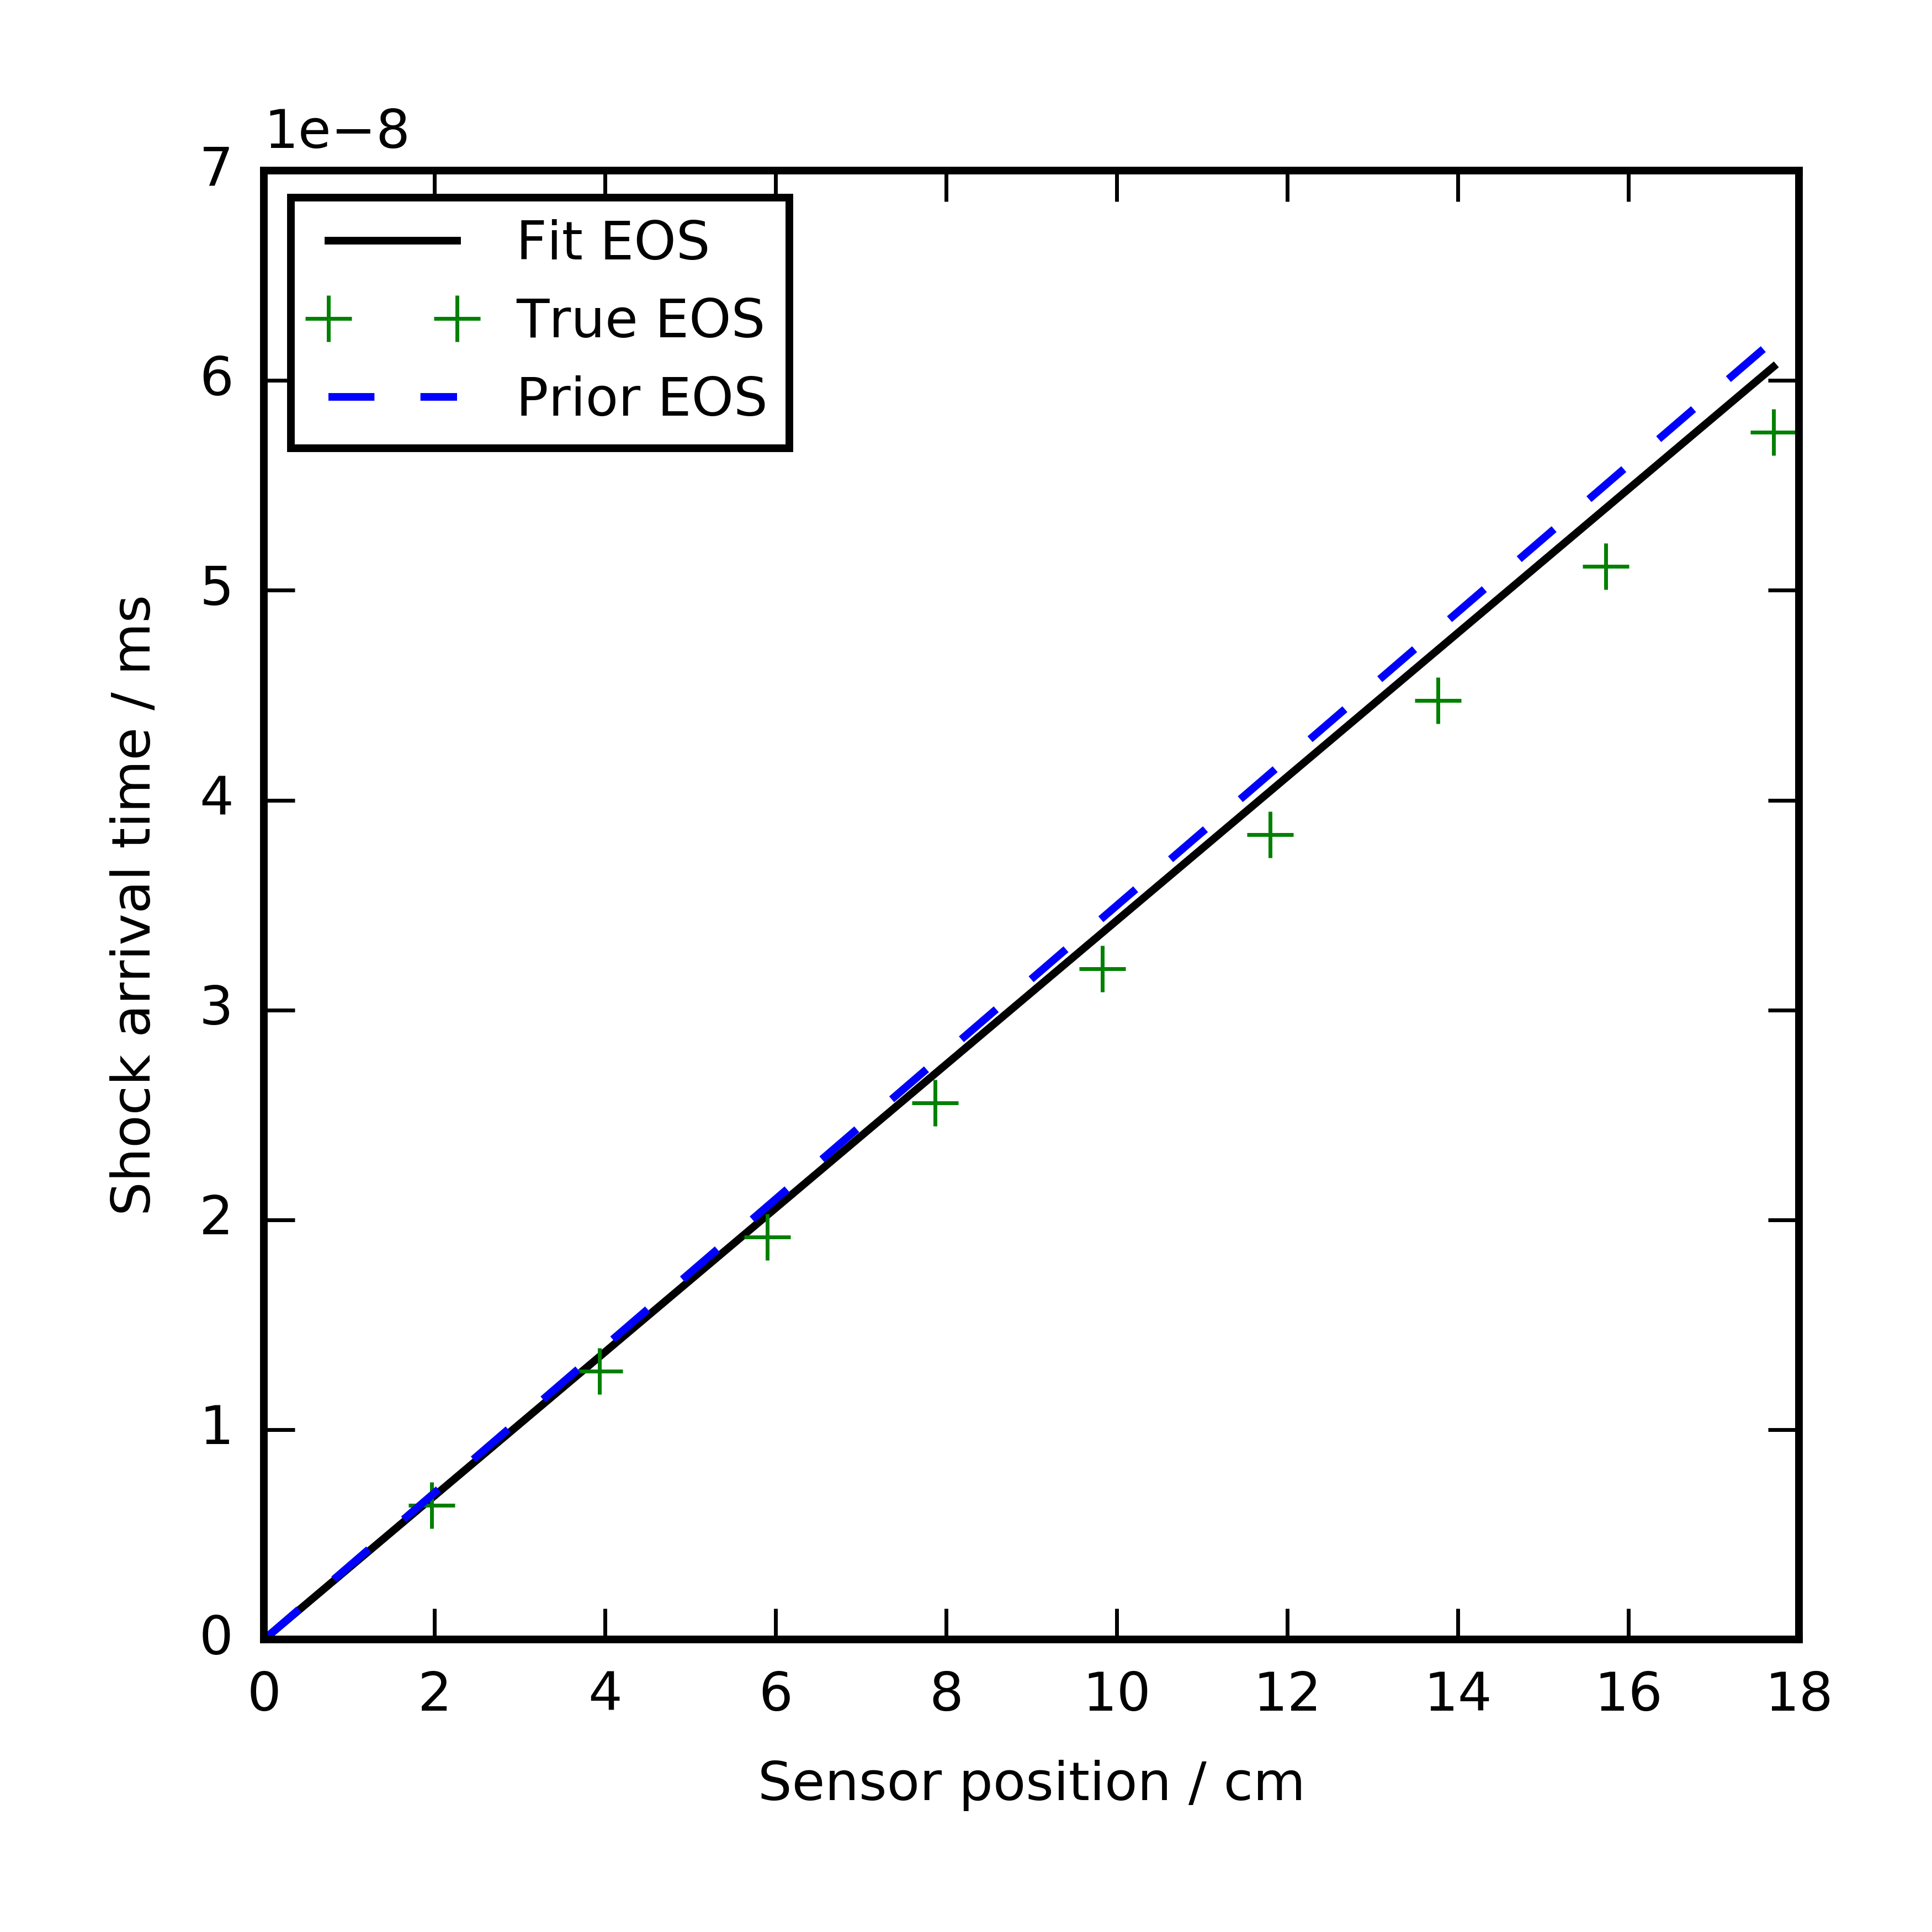 1e−8
7
6
5
4
3
2
1
0
Fit EOS
True EOS
Prior EOS
Shock arrival time / ms
0 2 4 6 8 10 12 14 16 18
Sensor position / cm